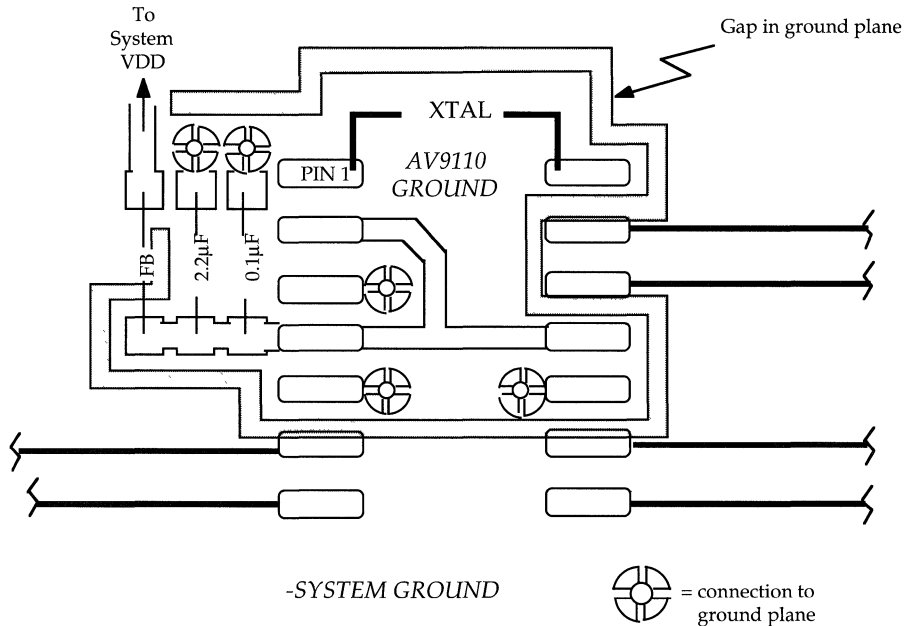 To
System
VDD
Gap in ground plane
XTAL
PIN 1
AV9110
GROUND
FB
2.2µF
0.1µF
-SYSTEM GROUND
= connection to
ground plane